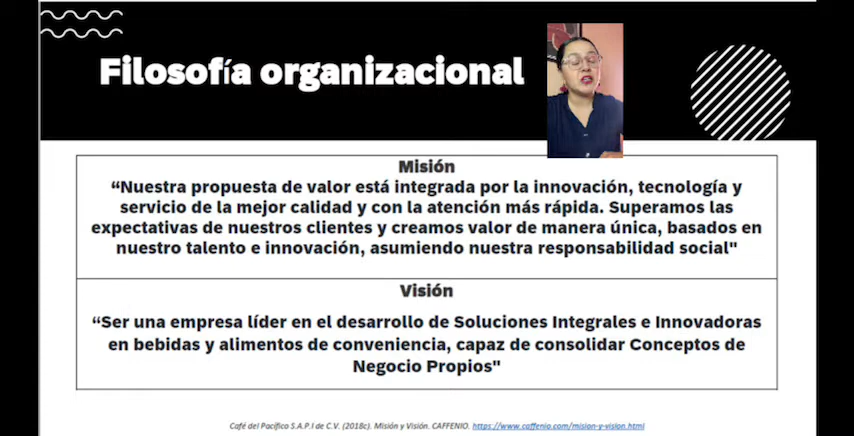 Filosofía organizacional
Misión
“Nuestra propuesta de valor está integrada por la innovación, tecnología y
servicio de la mejor calidad y con la atención más rápida. Superamos las
expectativas de nuestros clientes y creamos valor de manera única, basados en
nuestro talento e innovación, asumiendo nuestra responsabilidad social"
Visión
“Ser una empresa líder en el desarrollo de Soluciones Integrales e Innovadoras
en bebidas y alimentos de conveniencia, capaz de consolidar Conceptos de
Negocio Propios"
Café del Pacífico S.A.P.I de C.V. (2018c). Misión y Visión. CAFFENIO. https://www.caffenio.com/mision-y-vision.html